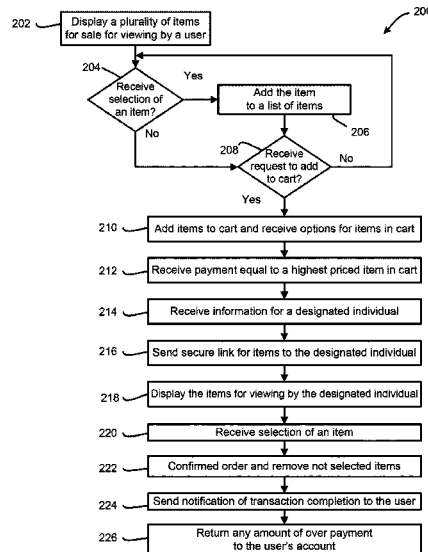 200
202
Display a plurality of items
for sale for viewing by a user
204
Receive
selection of
an item?
Yes
No
Add the item
to a list of items
206
208
Receive
request to add
to cart?
No
Yes
210
Add items to cart and receive options for items in cart
212
Receive payment equal to a highest priced item in cart
214
Receive information for a designated individual
216
Send secure link for items to the designated individual
218
Display the items for viewing by the designated individual
220
Receive selection of an item
222
Confirmed order and remove not selected items
224
Send notification of transaction completion to the user
226
Return any amount of over payment
to the user's account